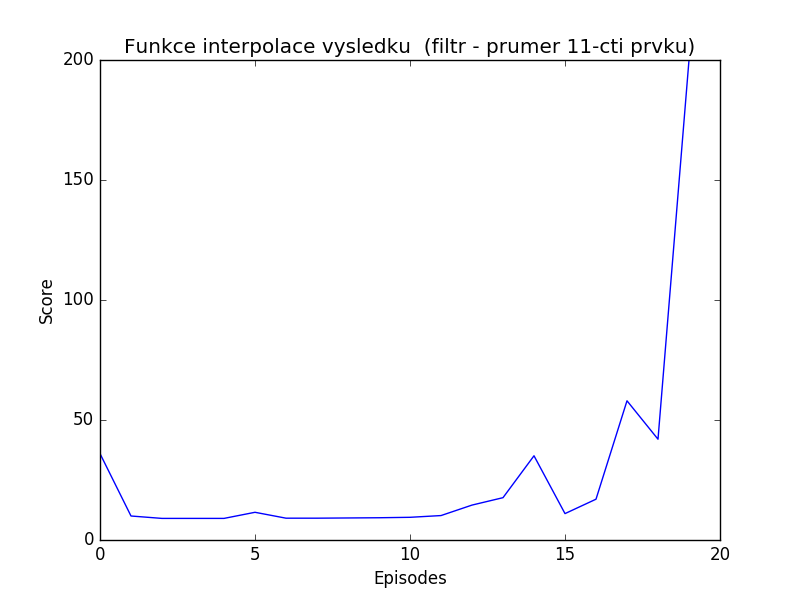 Funkce interpolace vysledku  (filtr - prumer 11-cti prvku)
200
150
100
50
0
Score
0 5 10 15 20
Episodes